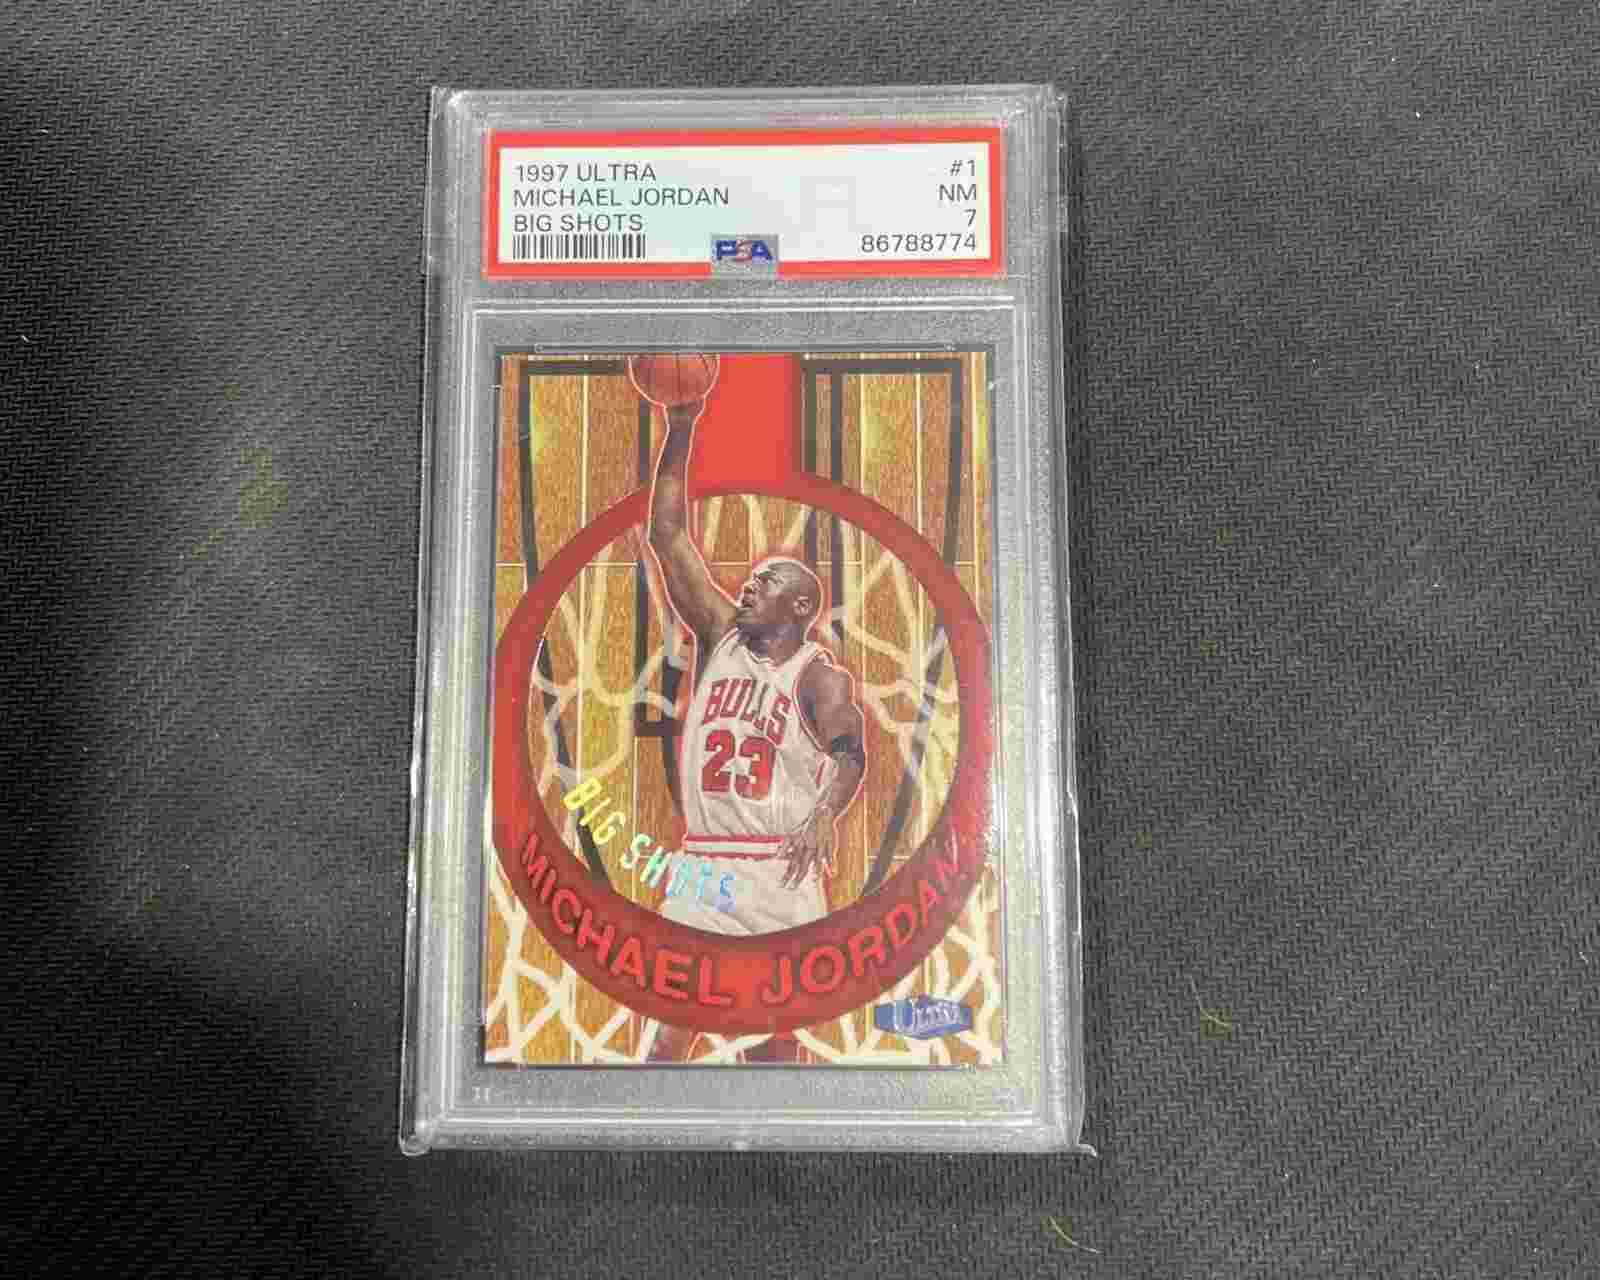 1997 ULTRA #1
MICHAEL JORDAN NM
BIG SHOTS 7
PSA 86788774
BULLS
23
BIG SHOTS
MICHAEL JORDAN
ULTRA